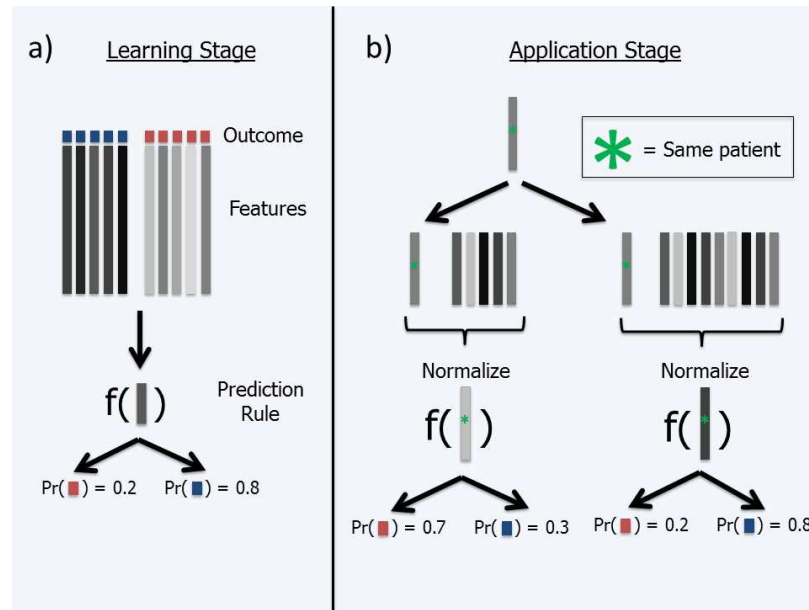 a) Learning Stage
Outcome
Features
Prediction
Rule
f( )
Pr( ) = 0.2 Pr( ) = 0.8
b) Application Stage
* = Same patient
*
* *
Normalize Normalize
f( * ) f( * )
Pr( ) = 0.7 Pr( ) = 0.3 Pr( ) = 0.2 Pr( ) = 0.8